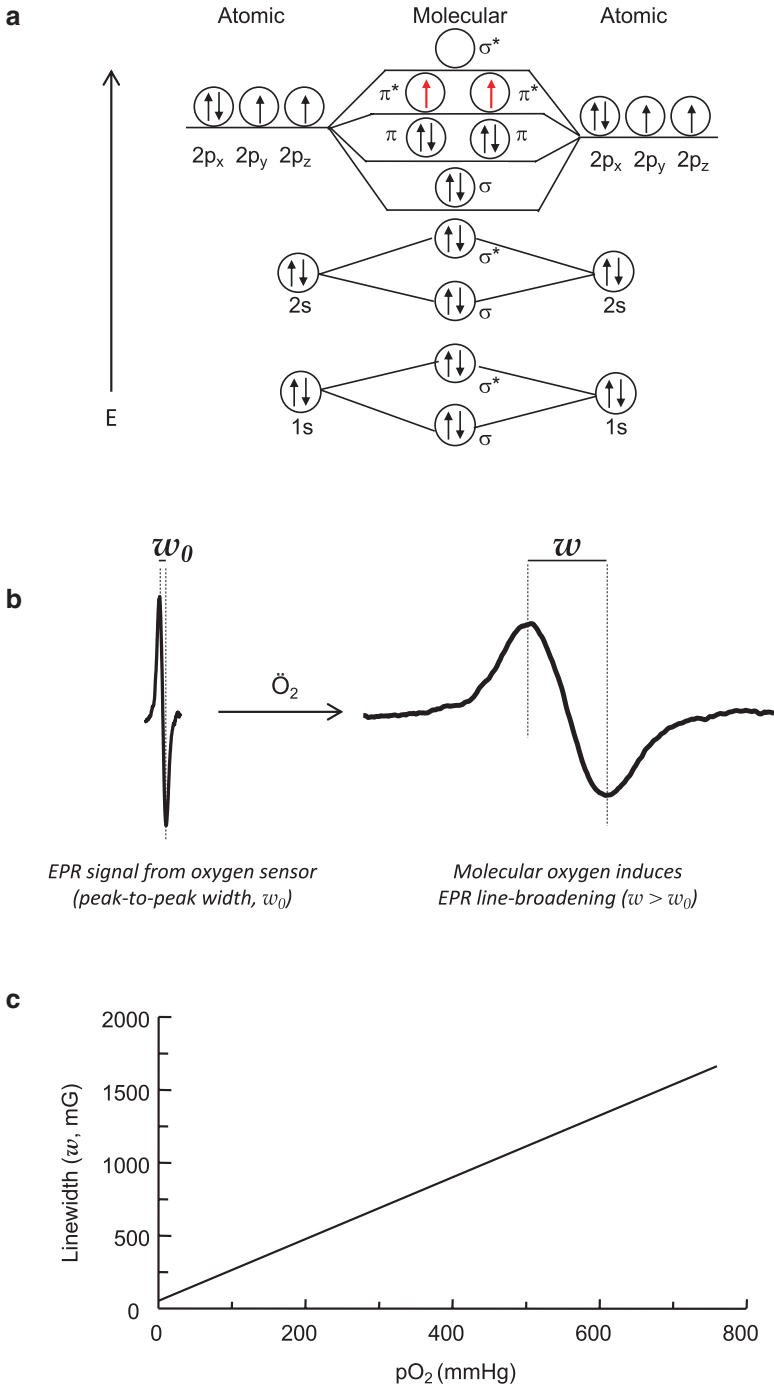 a
Atomic Molecular Atomic
σ*
π* π*
π π
2px 2py 2pz 2px 2py 2pz
σ
σ*
2s 2s
σ
σ*
1s 1s
σ
E
w0 w
b
Ö2
EPR signal from oxygen sensor
(peak-to-peak width, w0)
Molecular oxygen induces
EPR line-broadening (w > w0)
c
2000
1500
1000
500
0
Linewidth (w, mG)
0 200 400 600 800
pO2 (mmHg)